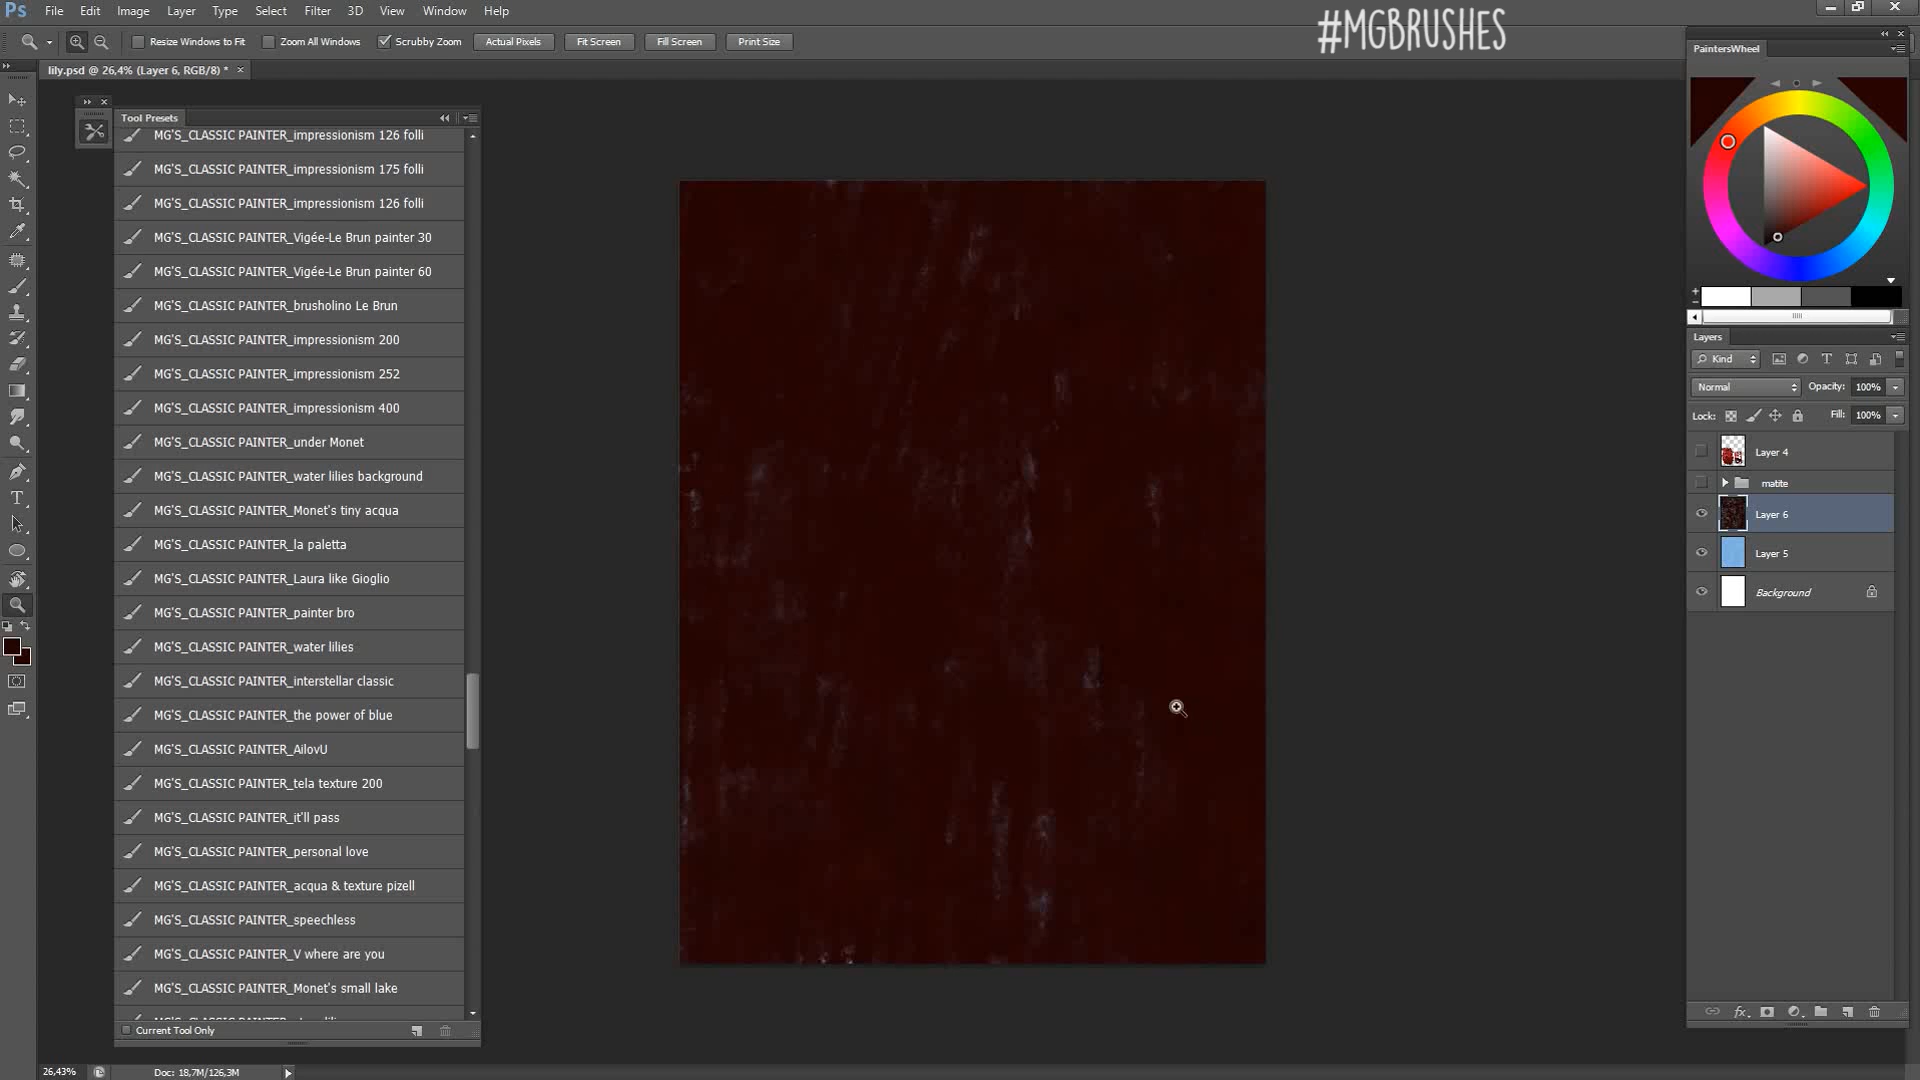 Ps File Edit Image Layer Type Select Filter 3D View Window Help
#MGBRUSHES
Resize Windows to Fit Zoom All Windows Scrubby Zoom Actual Pixels Fit Screen Fill Screen Print Size
lily.psd @ 26,4% (Layer 6, RGB/8) *
Tool Presets
MG'S_CLASSIC PAINTER_impressionism 126 folli
MG'S_CLASSIC PAINTER_impressionism 175 folli
MG'S_CLASSIC PAINTER_impressionism 126 folli
MG'S_CLASSIC PAINTER_Vigée-Le Brun painter 30
MG'S_CLASSIC PAINTER_Vigée-Le Brun painter 60
MG'S_CLASSIC PAINTER_brusholino Le Brun
MG'S_CLASSIC PAINTER_impressionism 200
MG'S_CLASSIC PAINTER_impressionism 252
MG'S_CLASSIC PAINTER_impressionism 400
MG'S_CLASSIC PAINTER_under Monet
MG'S_CLASSIC PAINTER_water lilies background
MG'S_CLASSIC PAINTER_Monet's tiny acqua
MG'S_CLASSIC PAINTER_la paletta
MG'S_CLASSIC PAINTER_Laura like Gioglio
MG'S_CLASSIC PAINTER_painter bro
MG'S_CLASSIC PAINTER_water lilies
MG'S_CLASSIC PAINTER_interstellar classic
MG'S_CLASSIC PAINTER_the power of blue
MG'S_CLASSIC PAINTER_AilovU
MG'S_CLASSIC PAINTER_tela texture 200
MG'S_CLASSIC PAINTER_it'll pass
MG'S_CLASSIC PAINTER_personal love
MG'S_CLASSIC PAINTER_acqua & texture pizell
MG'S_CLASSIC PAINTER_speechless
MG'S_CLASSIC PAINTER_V where are you
MG'S_CLASSIC PAINTER_Monet's small lake
Current Tool Only
PaintersWheel
Layers
Kind
Normal Opacity: 100%
Lock: Fill: 100%
Layer 4
matite
Layer 6
Layer 5
Background
26,43% Doc: 18,7M/126,3M